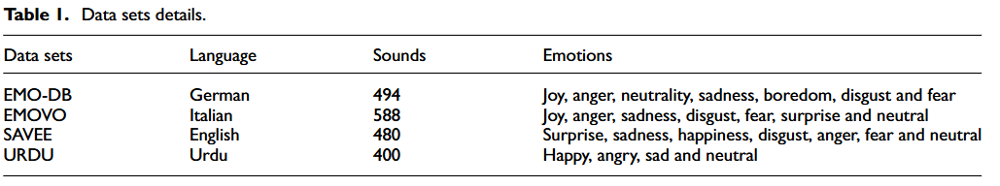 Table 1. Data sets details.
Data sets Language Sounds Emotions
EMO-DB German 494 Joy, anger, neutrality, sadness, boredom, disgust and fear
EMOVO Italian 588 Joy, anger, sadness, disgust, fear, surprise and neutral
SAVEE English 480 Surprise, sadness, happiness, disgust, anger, fear and neutral
URDU Urdu 400 Happy, angry, sad and neutral